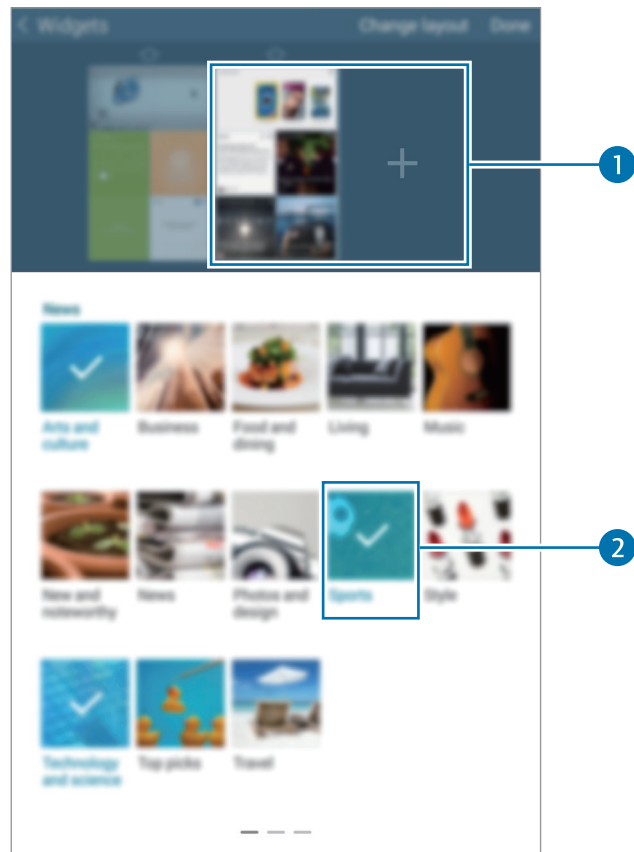 Widgets
Change layout Done
1
News
Arts and
culture
Business
Food and
dining
Living
Music
2
New and
noteworthy
News
Photos and
design
Sports
Style
Technology
and science
Top picks
Travel